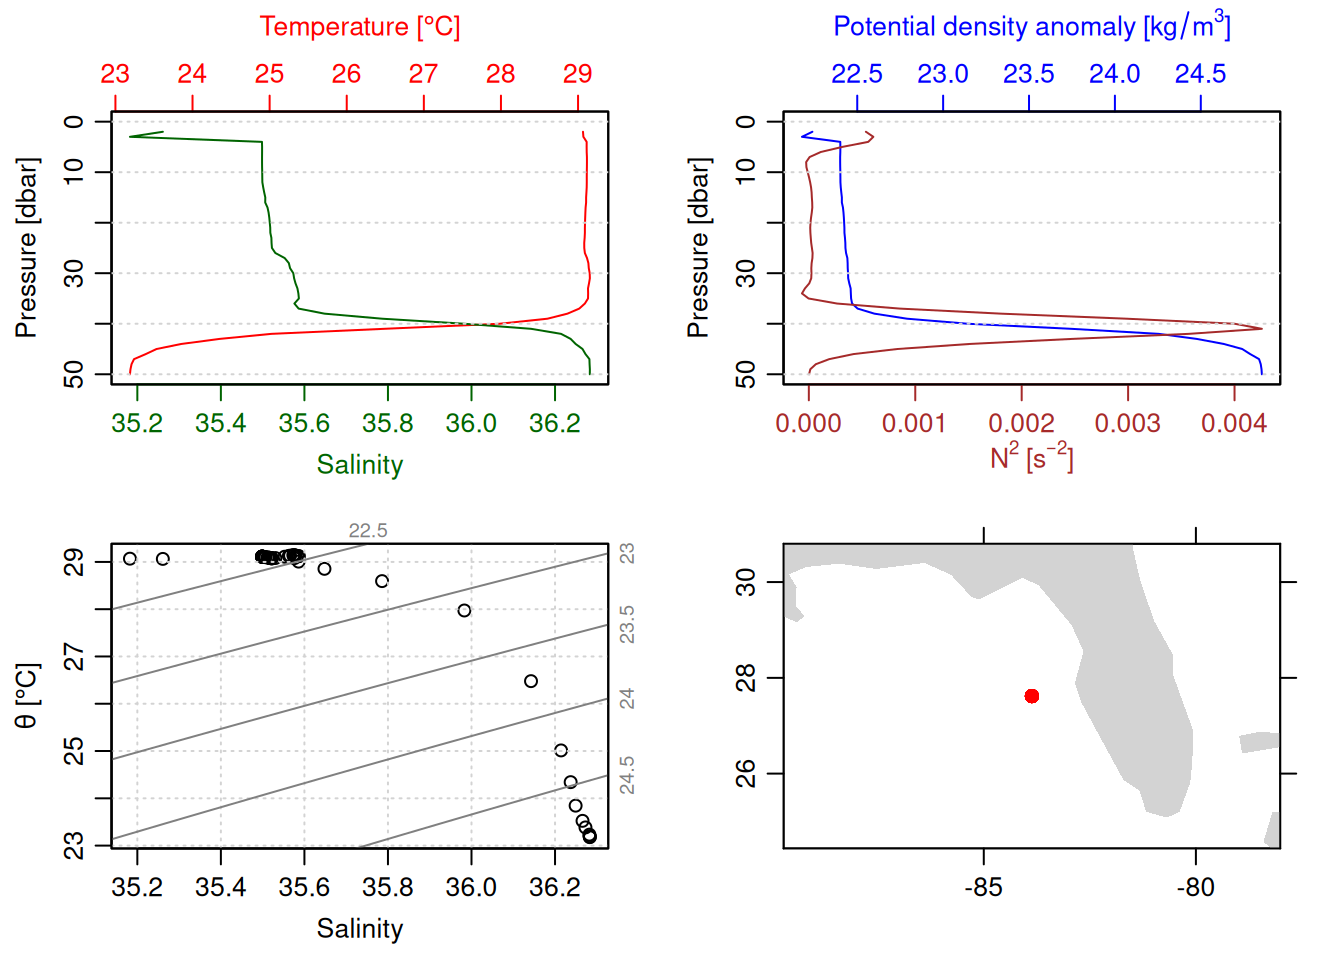 Temperature [°C]
23 24 25 26 27 28 29
Pressure [dbar]
0
10
30
50
35.2 35.4 35.6 35.8 36.0 36.2
Salinity
Potential density anomaly [kg/m³]
22.5 23.0 23.5 24.0 24.5
Pressure [dbar]
0
10
30
50
0.000 0.001 0.002 0.003 0.004
N² [s⁻²]
22.5
23
23.5
24
24.5
θ [°C]
29
27
25
23
35.2 35.4 35.6 35.8 36.0 36.2
Salinity
30
28
26
-85 -80